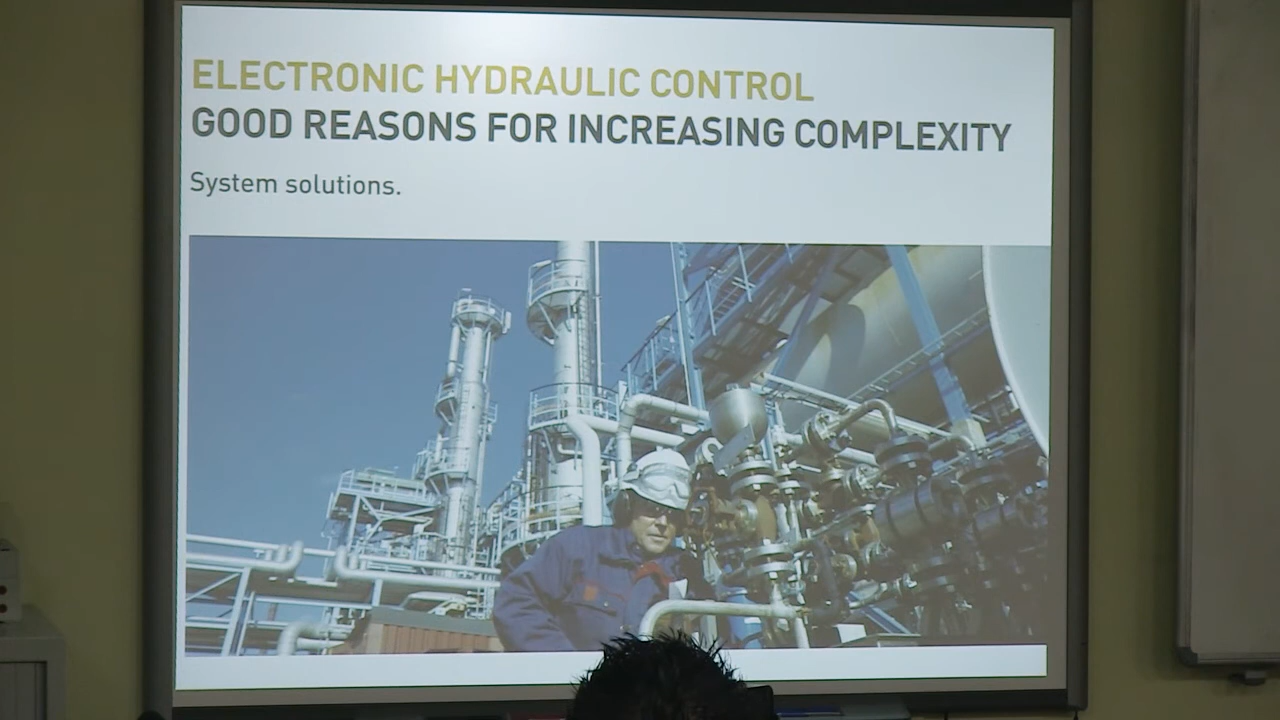 ELECTRONIC HYDRAULIC CONTROL
GOOD REASONS FOR INCREASING COMPLEXITY
System solutions.